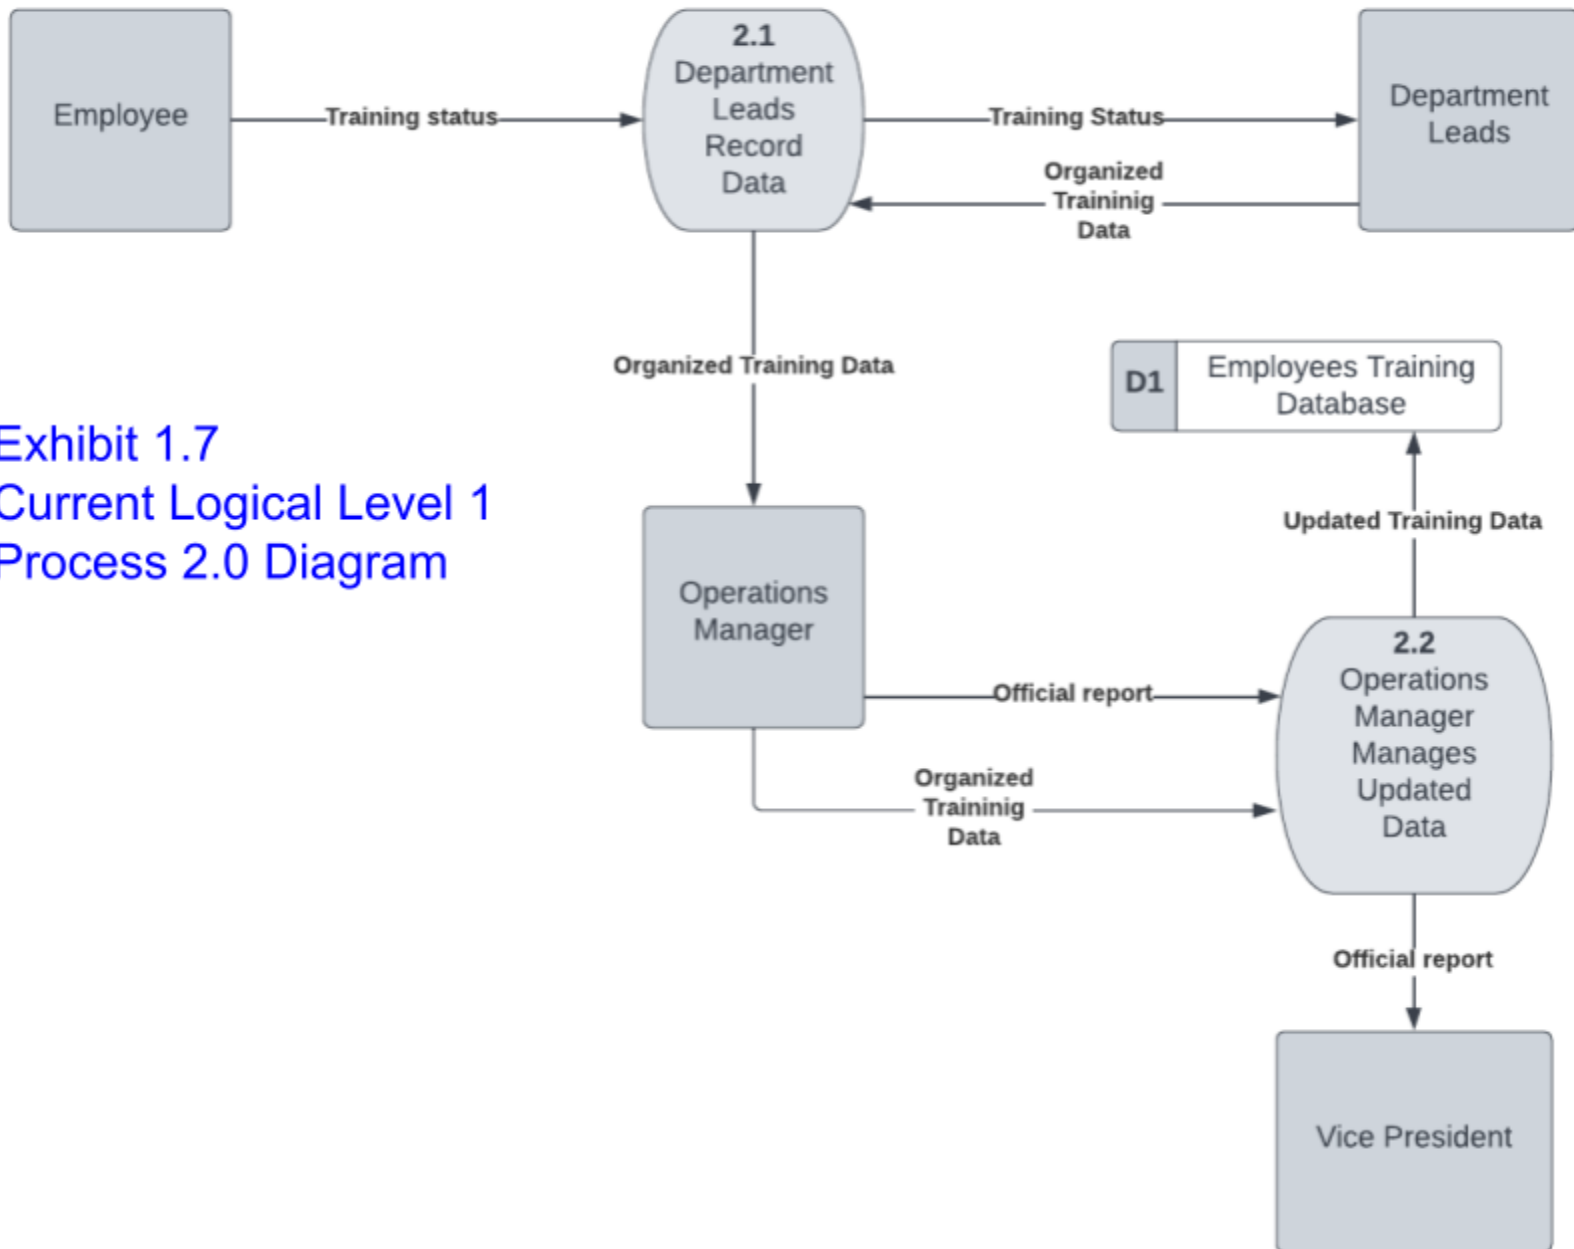 Employee
Training status
2.1
Department
Leads
Record
Data
Training Status
Department
Leads
Organized
Traininig
Data
Organized Training Data
D1
Employees Training
Database
Exhibit 1.7
Current Logical Level 1
Process 2.0 Diagram
Updated Training Data
Operations
Manager
Official report
Organized
Traininig
Data
2.2
Operations
Manager
Manages
Updated
Data
Official report
Vice President